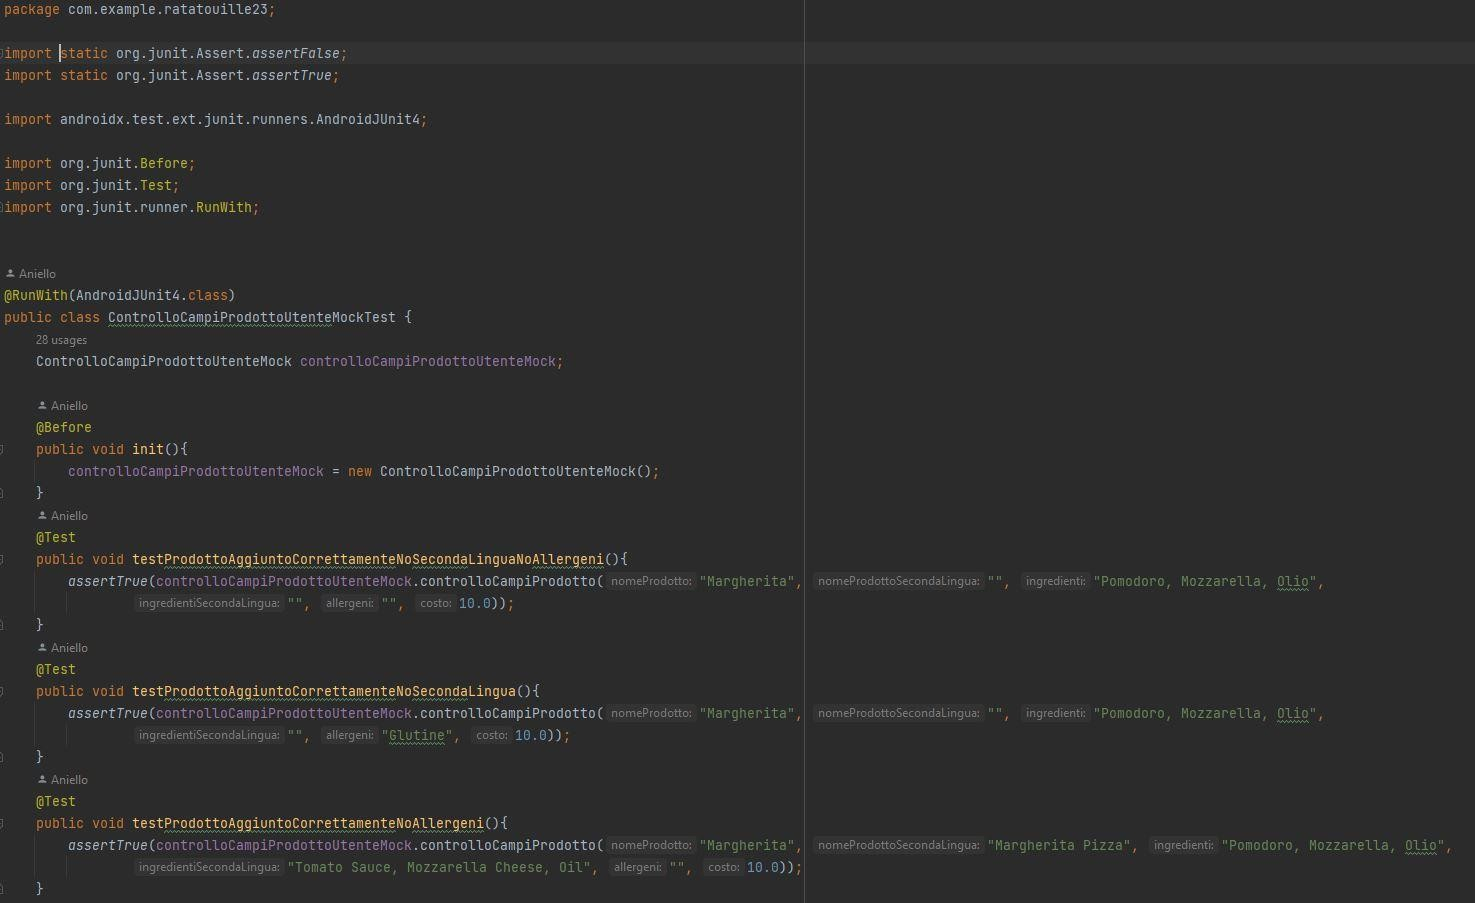 package com.example.ratatouille23;
import static org.junit.Assert.assertFalse;
import static org.junit.Assert.assertTrue;
import androidx.test.ext.junit.runners.AndroidJUnit4;
import org.junit.Before;
import org.junit.Test;
import org.junit.runner.RunWith;
Aniello
@RunWith(AndroidJUnit4.class)
public class ControlloCampiProdottoUtenteMockTest {
28 usages
ControlloCampiProdottoUtenteMock controlloCampiProdottoUtenteMock;
Aniello
@Before
public void init(){
controlloCampiProdottoUtenteMock = new ControlloCampiProdottoUtenteMock();
}
Aniello
@Test
public void testProdottoAggiuntoCorrettamenteNoSecondaLinguaNoAllergeni(){
assertTrue(controlloCampiProdottoUtenteMock.controlloCampiProdotto( nomeProdotto: "Margherita", nomeProdottoSecondaLingua: "", ingredienti: "Pomodoro, Mozzarella, Olio",
ingredientiSecondaLingua: "", allergeni: "", costo: 10.0));
}
Aniello
@Test
public void testProdottoAggiuntoCorrettamenteNoSecondaLingua(){
assertTrue(controlloCampiProdottoUtenteMock.controlloCampiProdotto( nomeProdotto: "Margherita", nomeProdottoSecondaLingua: "", ingredienti: "Pomodoro, Mozzarella, Olio",
ingredientiSecondaLingua: "", allergeni: "Glutine", costo: 10.0));
}
Aniello
@Test
public void testProdottoAggiuntoCorrettamenteNoAllergeni(){
assertTrue(controlloCampiProdottoUtenteMock.controlloCampiProdotto( nomeProdotto: "Margherita", nomeProdottoSecondaLingua: "Margherita Pizza", ingredienti: "Pomodoro, Mozzarella, Olio",
ingredientiSecondaLingua: "Tomato Sauce, Mozzarella Cheese, Oil", allergeni: "", costo: 10.0));
}